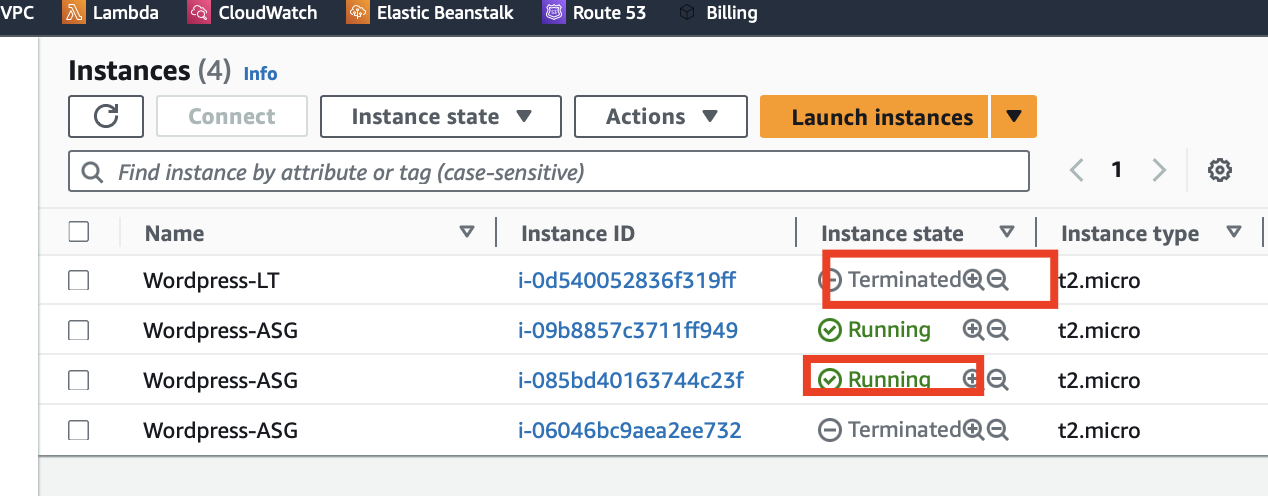 VPC Lambda CloudWatch Elastic Beanstalk Route 53 Billing
Instances (4) Info
Connect Instance state Actions Launch instances
Find instance by attribute or tag (case-sensitive) 1
Name Instance ID Instance state Instance type
Wordpress-LT i-0d540052836f319ff Terminated t2.micro
Wordpress-ASG i-09b8857c3711ff949 Running t2.micro
Wordpress-ASG i-085bd40163744c23f Running t2.micro
Wordpress-ASG i-06046bc9aea2ee732 Terminated t2.micro